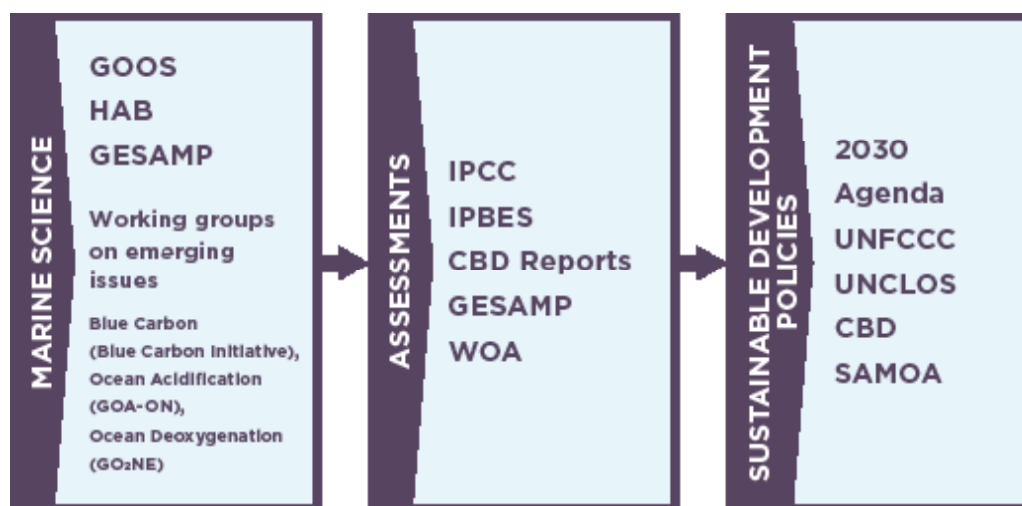 MARINE SCIENCE
GOOS
HAB
GESAMP
Working groups
on emerging
issues
Blue Carbon
(Blue Carbon Initiative),
Ocean Acidification
(GOA-ON),
Ocean Deoxygenation
(GO₂NE)
ASSESSMENTS
IPCC
IPBES
CBD Reports
GESAMP
WOA
SUSTAINABLE DEVELOPMENT
POLICIES
2030
Agenda
UNFCCC
UNCLOS
CBD
SAMOA